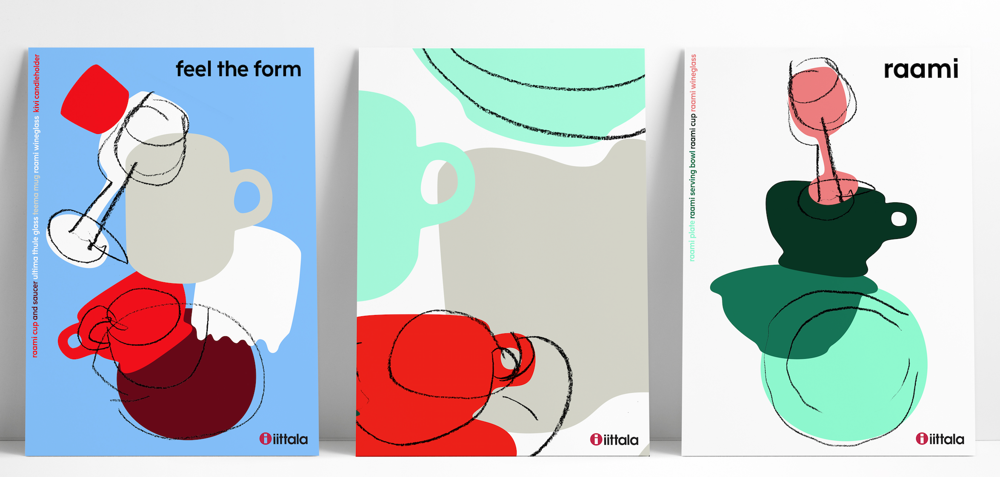 feel the form
raami cup and saucer ultima thule glass teema mug raami wineglass kivi candleholder
i iittala
i iittala
raami
raami plate raami serving bowl raami cup raami wineglass
i iittala